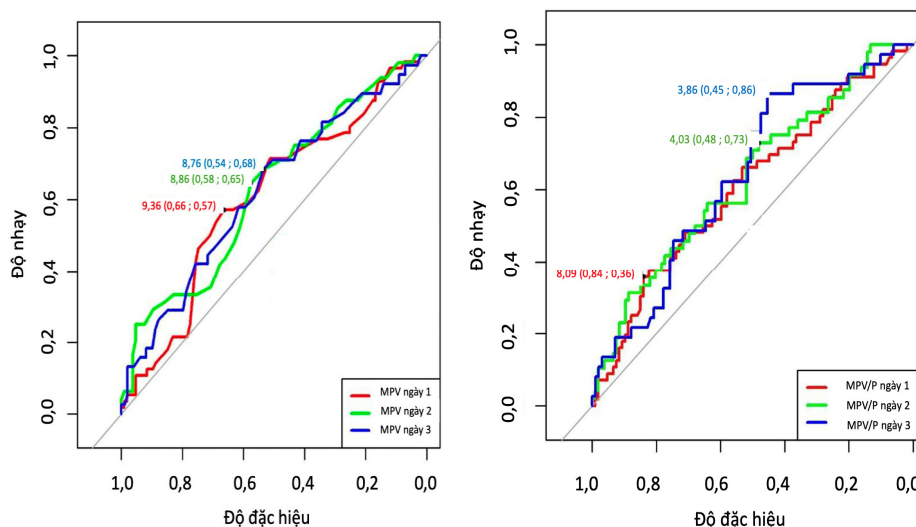 Độ nhạy
1,0
0,8
0,6
0,4
0,2
0,0
8,76 (0,54 ; 0,68)
8,86 (0,58 ; 0,65)
9,36 (0,66 ; 0,57)
MPV ngày 1
MPV ngày 2
MPV ngày 3
1,0
0,8
0,6
0,4
0,2
0,0
Độ đặc hiệu
Độ nhạy
1,0
0,8
0,6
0,4
0,2
0,0
3,86 (0,45 ; 0,86)
4,03 (0,48 ; 0,73)
8,09 (0,84 ; 0,36)
MPV/P ngày 1
MPV/P ngày 2
MPV/P ngày 3
1,0
0,8
0,6
0,4
0,2
0,0
Độ đặc hiệu